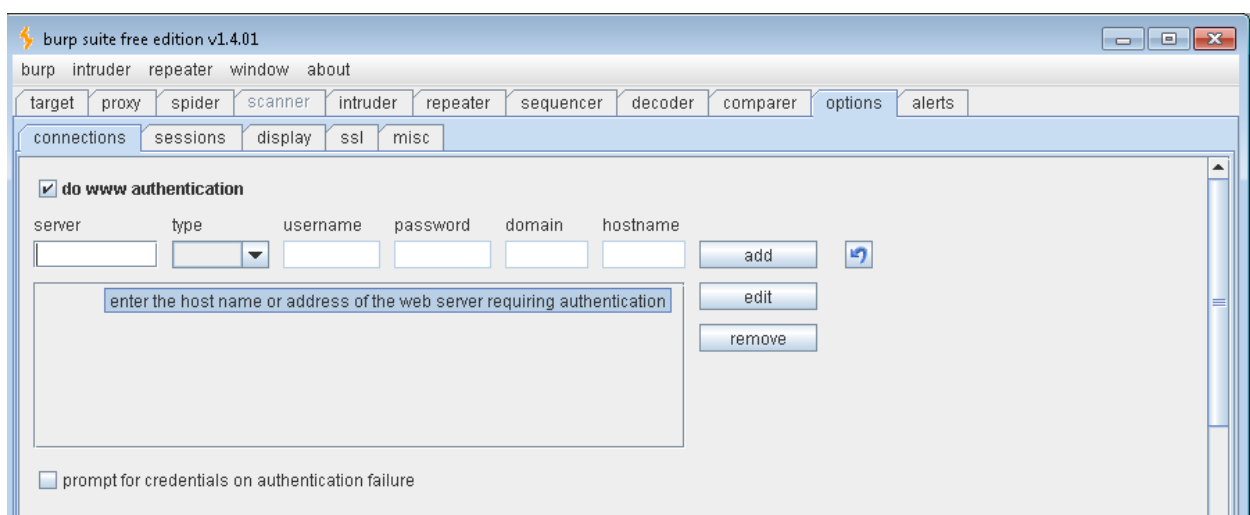 burp suite free edition v1.4.01
burp intruder repeater window about
target proxy spider scanner intruder repeater sequencer decoder comparer options alerts
connections sessions display ssl misc
do www authentication
server type username password domain hostname
add
enter the host name or address of the web server requiring authentication
edit
remove
prompt for credentials on authentication failure